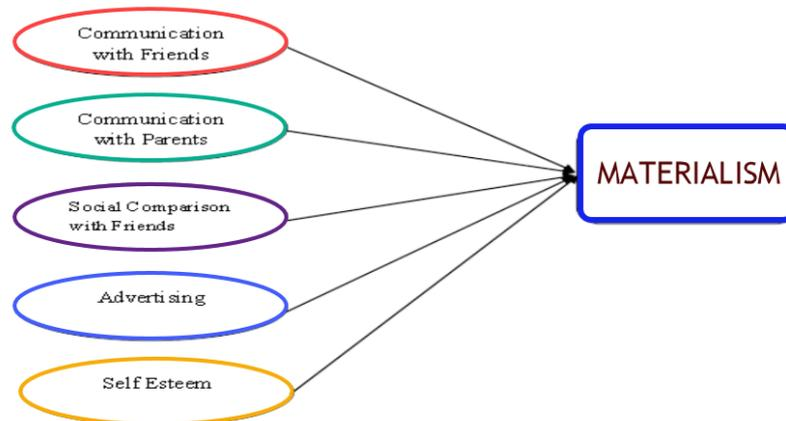 Communication
with Friends
Communication
with Parents
Social Comparison
with Friends
Advertising
Self Esteem
MATERIALISM